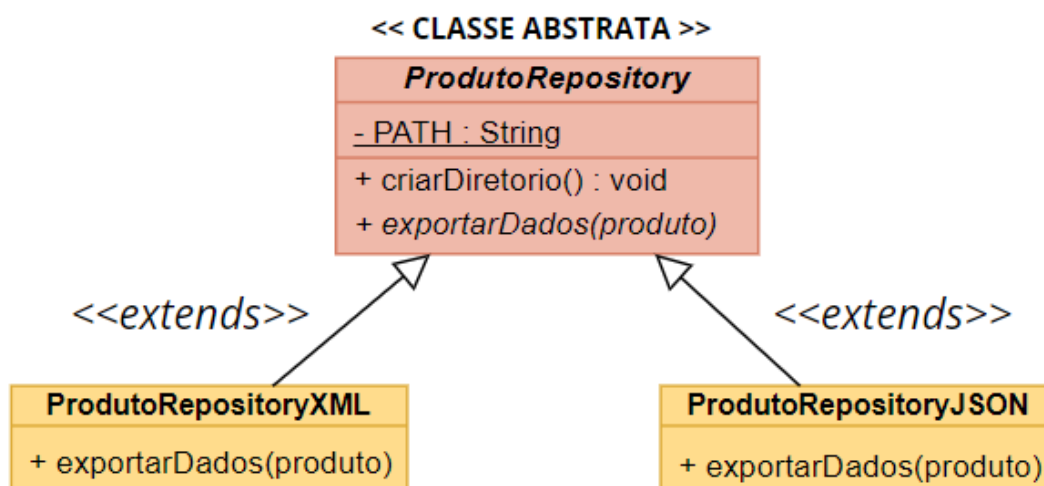 << CLASSE ABSTRATA >>
ProdutoRepository
- PATH : String
+ criarDiretorio() : void
+ exportarDados(produto)
<<extends>>
<<extends>>
ProdutoRepositoryXML
+ exportarDados(produto)
ProdutoRepositoryJSON
+ exportarDados(produto)